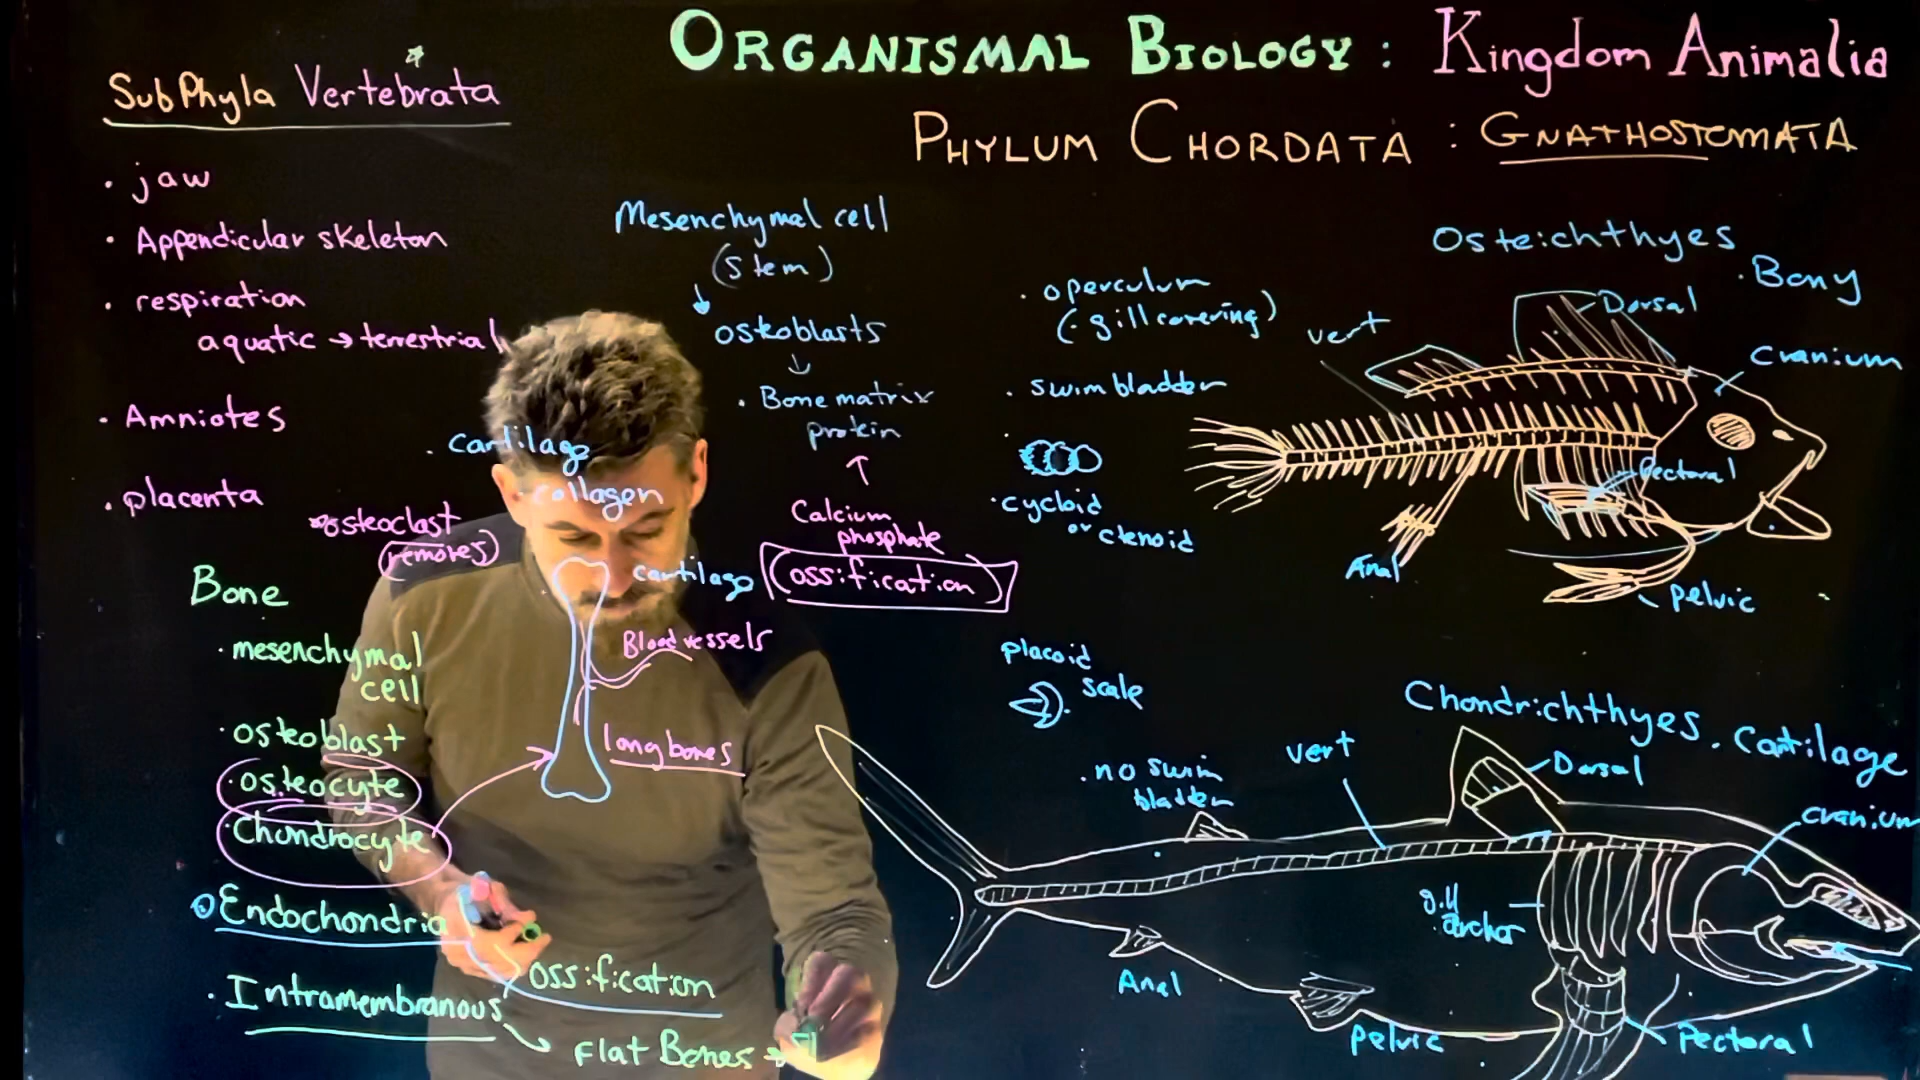 ORGANISMAL BIOLOGY : Kingdom Animalia
PHYLUM CHORDATA : GNATHOSTOMATA
SubPhyla Vertebrata
· jaw
· Appendicular skeleton
· respiration
aquatic → terrestrial
· Amniotes
· placenta
Bone
· mesenchymal
cell
· osteoblast
· osteocyte
· Chondrocyte
Endochondria
ossification
· Intramembranous
Flat Bones
· cartilage
· collagen
osteoclast
(removes)
cartilage
Blood vessels
long bones
Mesenchymal cell
(stem)
↓
osteoblasts
↓
· Bone matrix
protein
↑
Calcium
phosphate
ossification
· operculum
(· gill covering)
· swim bladder
· cycloid
or ctenoid
Osteichthyes
· Bony
Dorsal
vert
cranium
Pectoral
Anal
pelvic
placoid
scale
· no swim
bladder
Chondrichthyes . Cartilage
vert
Dorsal
cranium
gill
arches
Anal
pelvic
Pectoral